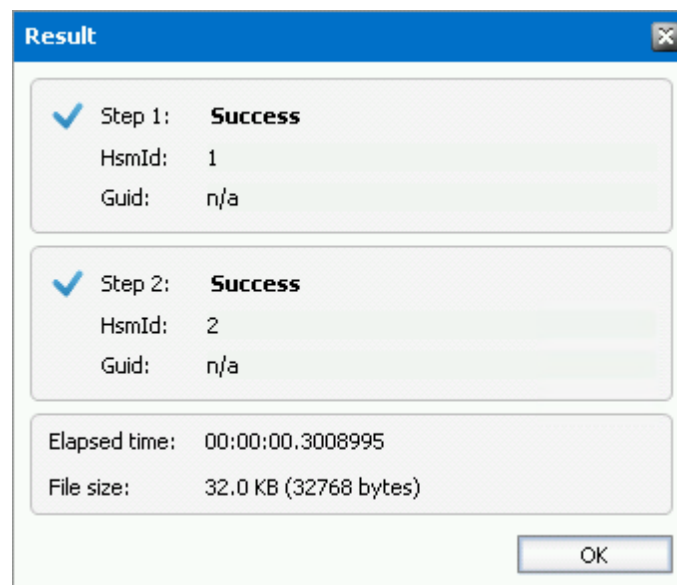 Result
Step 1: Success
HsmId: 1
Guid: n/a
Step 2: Success
HsmId: 2
Guid: n/a
Elapsed time: 00:00:00.3008995
File size: 32.0 KB (32768 bytes)
OK